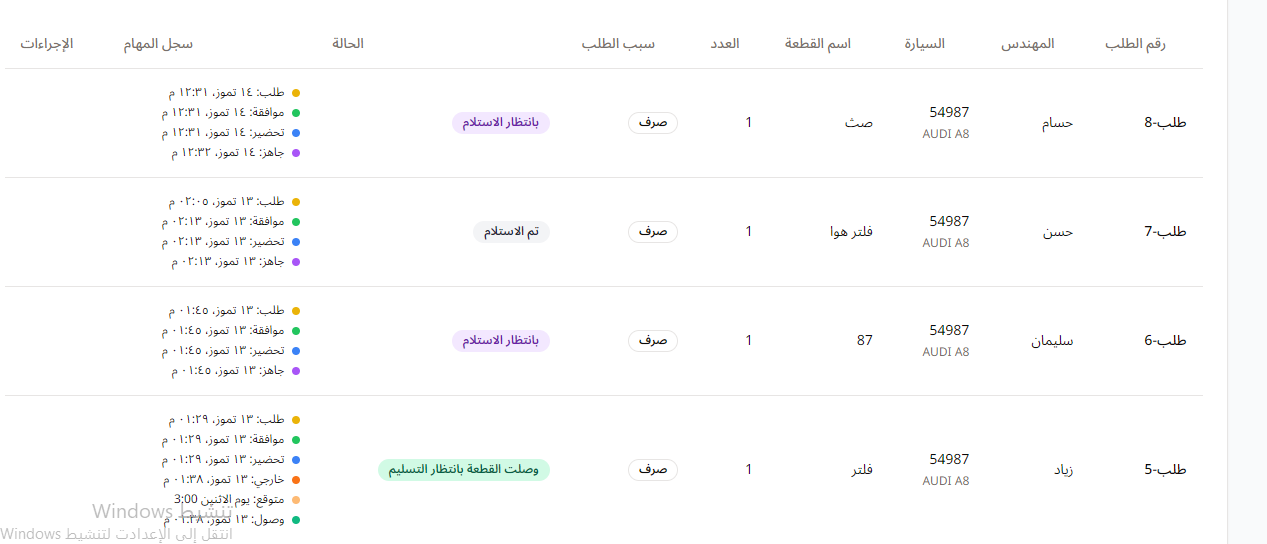 رقم الطلب المهندس السيارة اسم القطعة العدد سبب الطلب الحالة سجل المهام الإجراءات
طلب-8 حسام 54987 صث 1 صرف بانتظار الاستلام
AUDI A8
طلب: ١٤ تموز، ١٢:٣١ م
موافقة: ١٤ تموز، ١٢:٣١ م
تحضير: ١٤ تموز، ١٢:٣١ م
جاهز: ١٤ تموز، ١٢:٣٢ م
طلب-7 حسن 54987 فلتر هوا 1 صرف تم الاستلام
AUDI A8
طلب: ١٣ تموز، ٠٢:٠٥ م
موافقة: ١٣ تموز، ٠٢:١٣ م
تحضير: ١٣ تموز، ٠٢:١٣ م
جاهز: ١٣ تموز، ٠٢:١٣ م
طلب-6 سليمان 54987 87 1 صرف بانتظار الاستلام
AUDI A8
طلب: ١٣ تموز، ٠١:٤٥ م
موافقة: ١٣ تموز، ٠١:٤٥ م
تحضير: ١٣ تموز، ٠١:٤٥ م
جاهز: ١٣ تموز، ٠١:٤٥ م
طلب-5 زياد 54987 فلتر 1 صرف وصلت القطعة بانتظار التسليم
AUDI A8
طلب: ١٣ تموز، ٠١:٢٩ م
موافقة: ١٣ تموز، ٠١:٢٩ م
تحضير: ١٣ تموز، ٠١:٢٩ م
خارجي: ١٣ تموز، ٠١:٣٨ م
متوقع: يوم الاثنين 3:00
وصول: ١٣ تموز، ٠١:٣٨ م
تنشيط Windows
انتقل إلى الإعدادت لتنشيط Windows